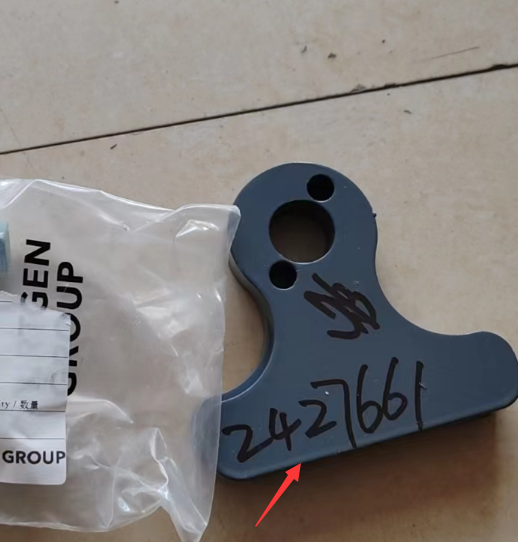 GEN
GROUP
ty / 数量
GROUP
2427661